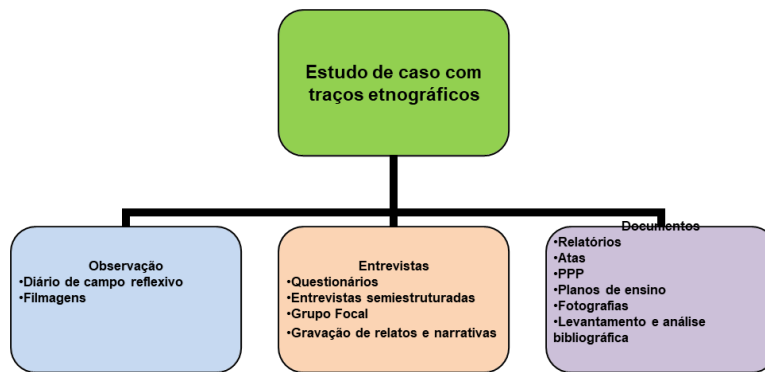 Estudo de caso com
traços etnográficos
Observação
•Diário de campo reflexivo
•Filmagens
Entrevistas
•Questionários
•Entrevistas semiestruturadas
•Grupo Focal
•Gravação de relatos e narrativas
Documentos
•Relatórios
•Atas
•PPP
•Planos de ensino
•Fotografias
•Levantamento e análise
bibliográfica